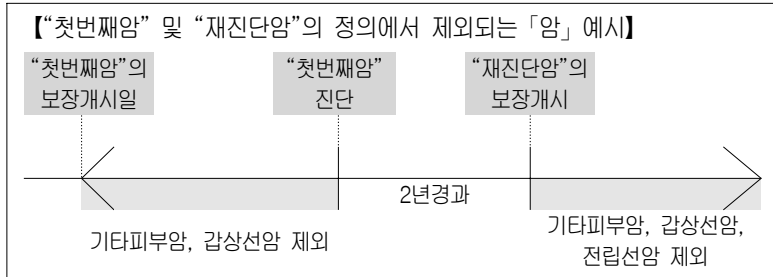 【“첫번째암” 및 “재진단암”의 정의에서 제외되는 「암」 예시】
“첫번째암”의
보장개시일
“첫번째암”
진단
“재진단암”의
보장개시
2년경과
기타피부암, 갑상선암 제외
기타피부암, 갑상선암,
전립선암 제외